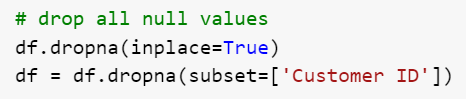 # drop all null values
df.dropna(inplace=True)
df = df.dropna(subset=['Customer ID'])